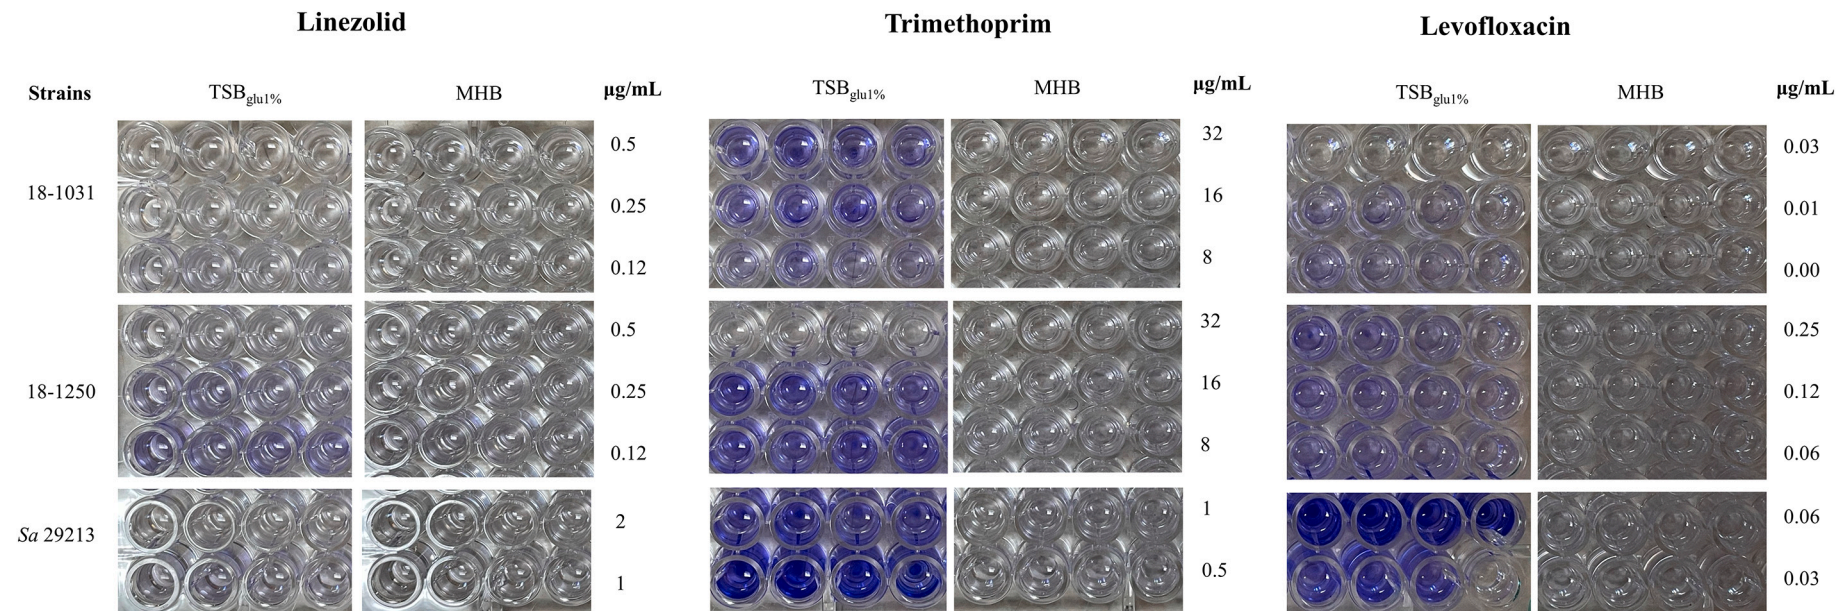 Linezolid Trimethoprim Levofloxacin
Strains TSBglu1% MHB µg/mL TSBglu1% MHB µg/mL TSBglu1% MHB µg/mL
0.5 32 0.03
18-1031 0.25 16 0.01
0.12 8 0.00
0.5 32 0.25
18-1250 0.25 16 0.12
0.12 8 0.06
2 1 0.06
Sa 29213
1 0.5 0.03